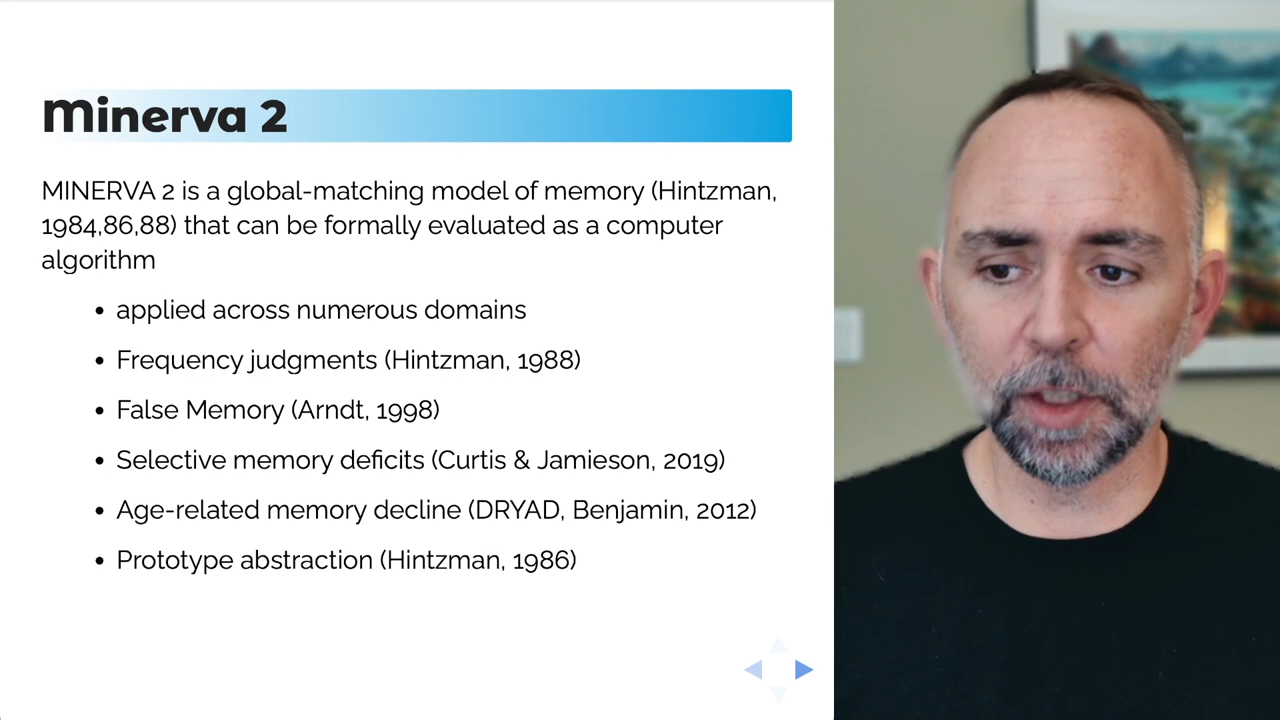 Minerva 2
MINERVA 2 is a global-matching model of memory (Hintzman,
1984,86,88) that can be formally evaluated as a computer
algorithm
• applied across numerous domains
• Frequency judgments (Hintzman, 1988)
• False Memory (Arndt, 1998)
• Selective memory deficits (Curtis & Jamieson, 2019)
• Age-related memory decline (DRYAD, Benjamin, 2012)
• Prototype abstraction (Hintzman, 1986)